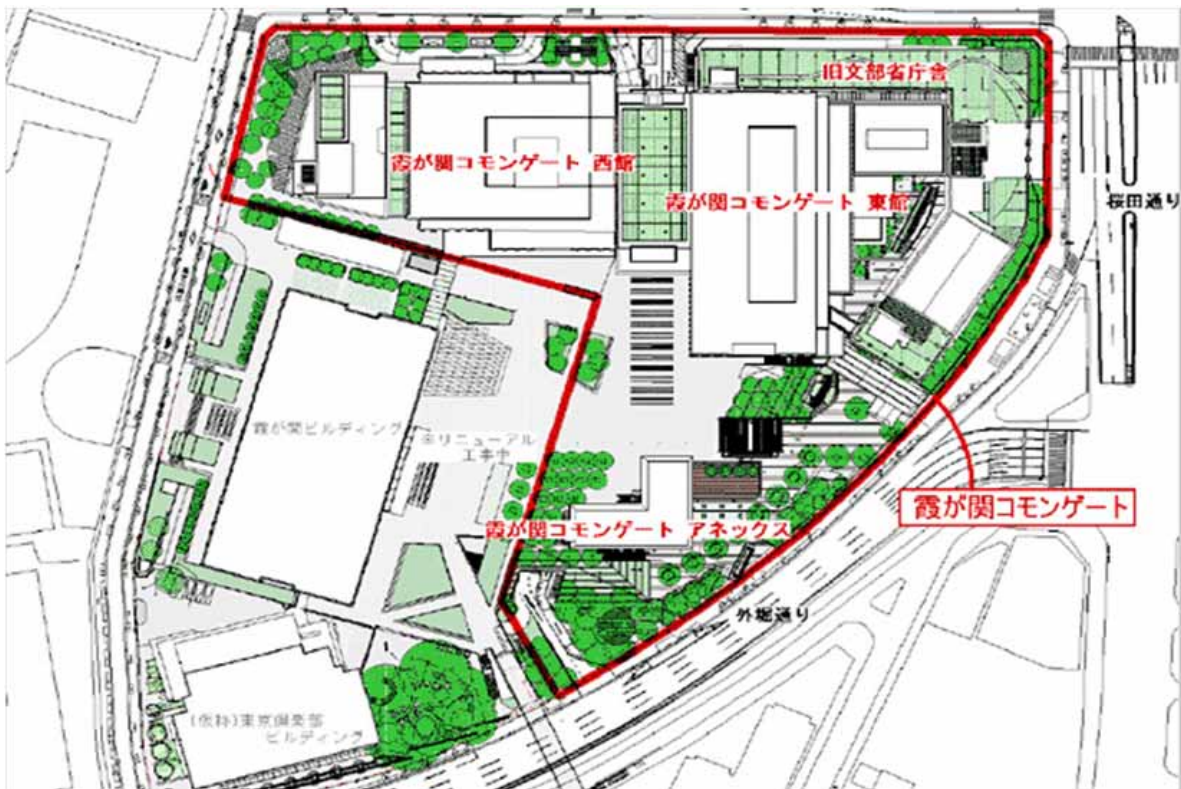 旧文部省庁舎
霞が関コモンゲート 西館
霞が関コモンゲート 東館
桜田通り
霞が関ビルディング
※リニューアル
工事中
霞が関コモンゲート
霞が関コモンゲート アネックス
外堀通り
(仮称)東京倶楽部
ビルディング